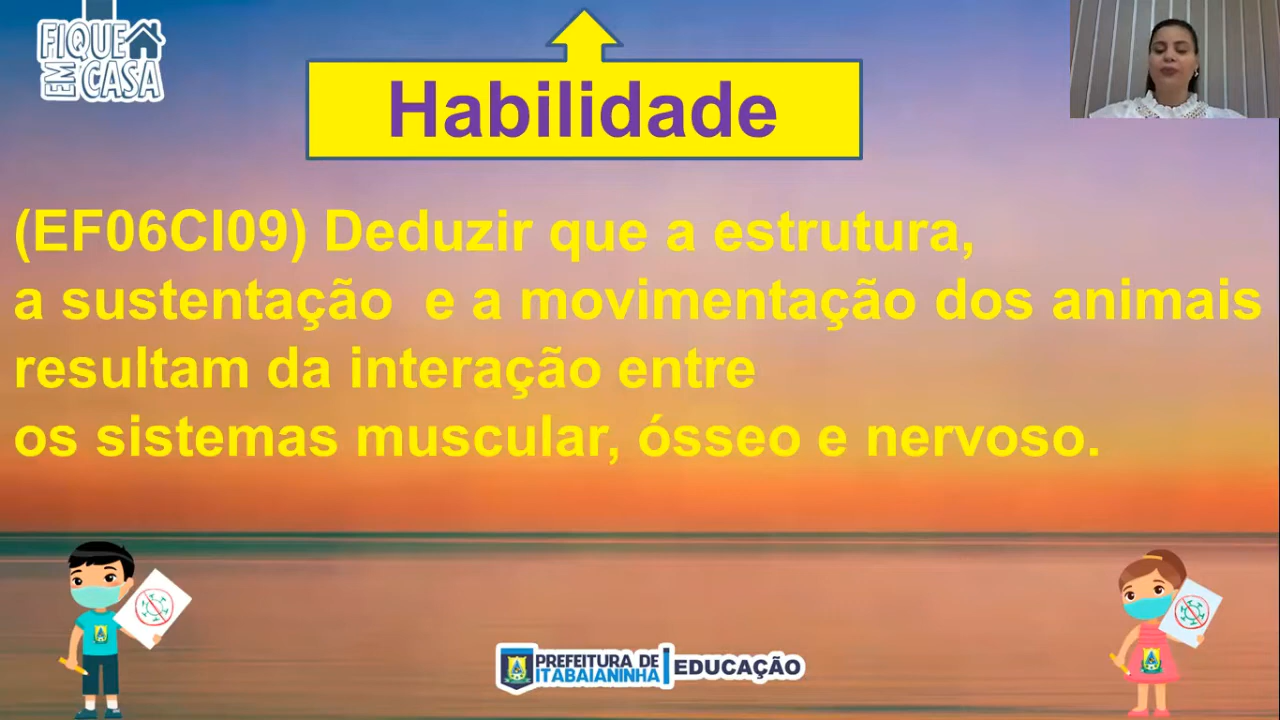 FIQUE
EM CASA
Habilidade
(EF06CI09) Deduzir que a estrutura,
a sustentação e a movimentação dos animais
resultam da interação entre
os sistemas muscular, ósseo e nervoso.
PREFEITURA DE
ITABAIANINHA
EDUCAÇÃO